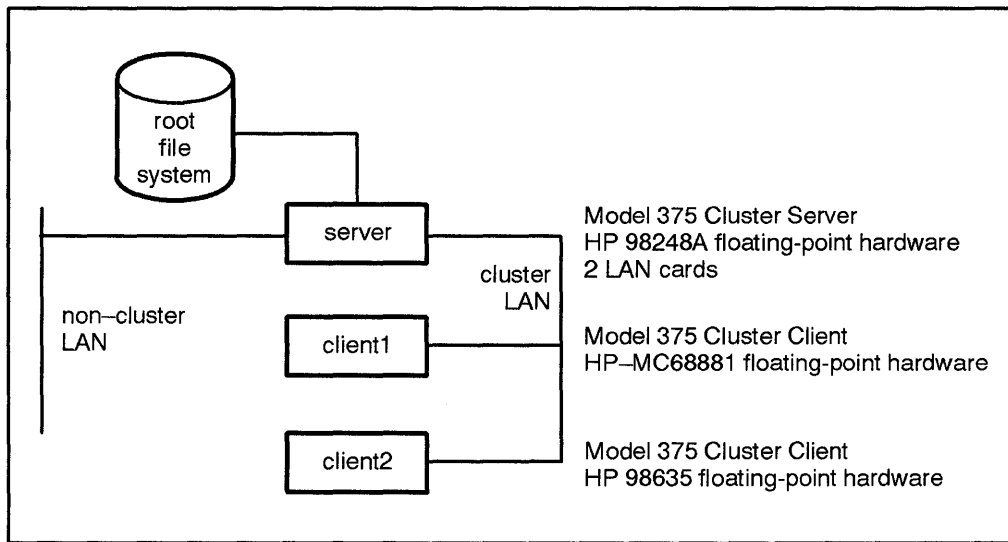 root
file
system
server
Model 375 Cluster Server
HP 98248A floating-point hardware
2 LAN cards
cluster
LAN
non-cluster
LAN
client1
Model 375 Cluster Client
HP-MC68881 floating-point hardware
client2
Model 375 Cluster Client
HP 98635 floating-point hardware